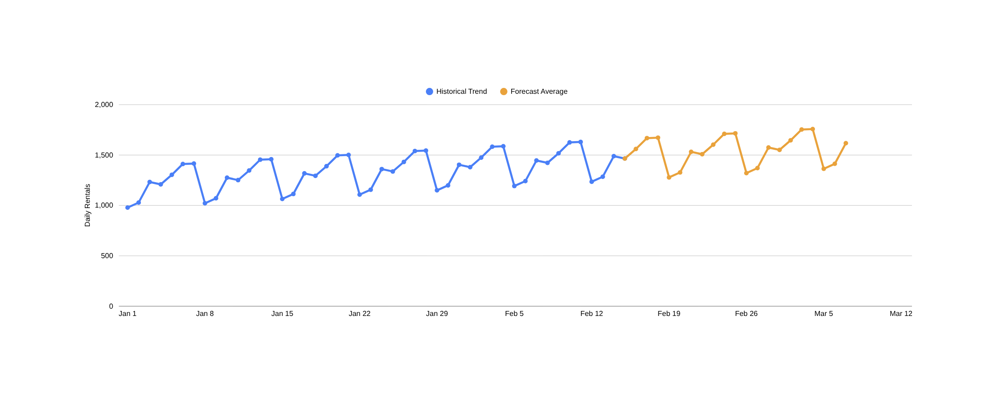 Historical Trend Forecast Average
2,000
1,500
1,000
500
0
Daily Rentals
Jan 1 Jan 8 Jan 15 Jan 22 Jan 29 Feb 5 Feb 12 Feb 19 Feb 26 Mar 5 Mar 12